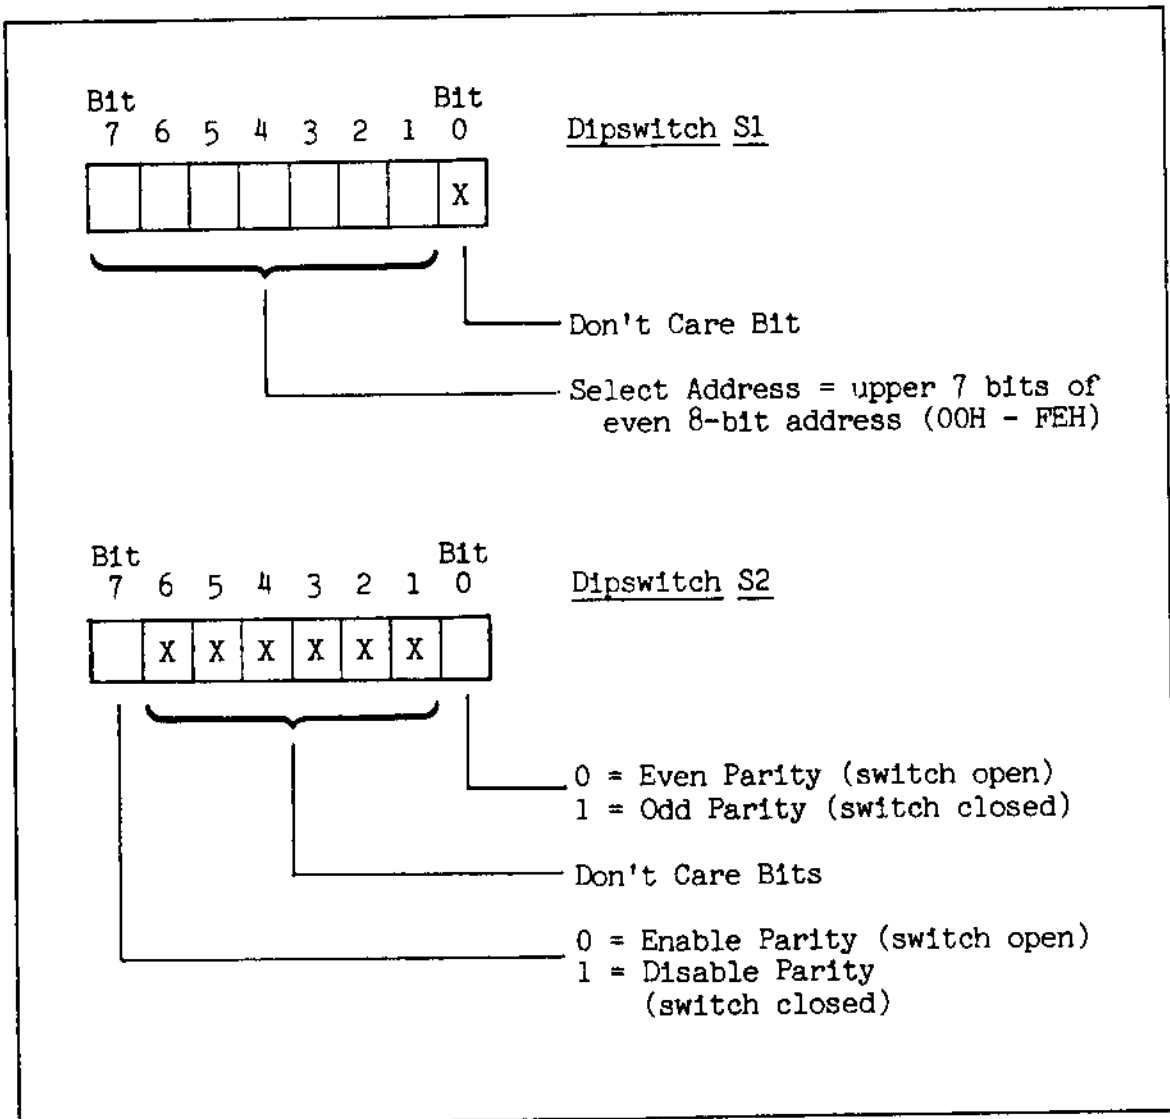 Bit Bit
7 6 5 4 3 2 1 0 Dipswitch S1
X
Don't Care Bit
Select Address = upper 7 bits of
even 8-bit address (00H - FEH)
Bit Bit
7 6 5 4 3 2 1 0 Dipswitch S2
X X X X X X
0 = Even Parity (switch open)
1 = Odd Parity (switch closed)
Don't Care Bits
0 = Enable Parity (switch open)
1 = Disable Parity
(switch closed)